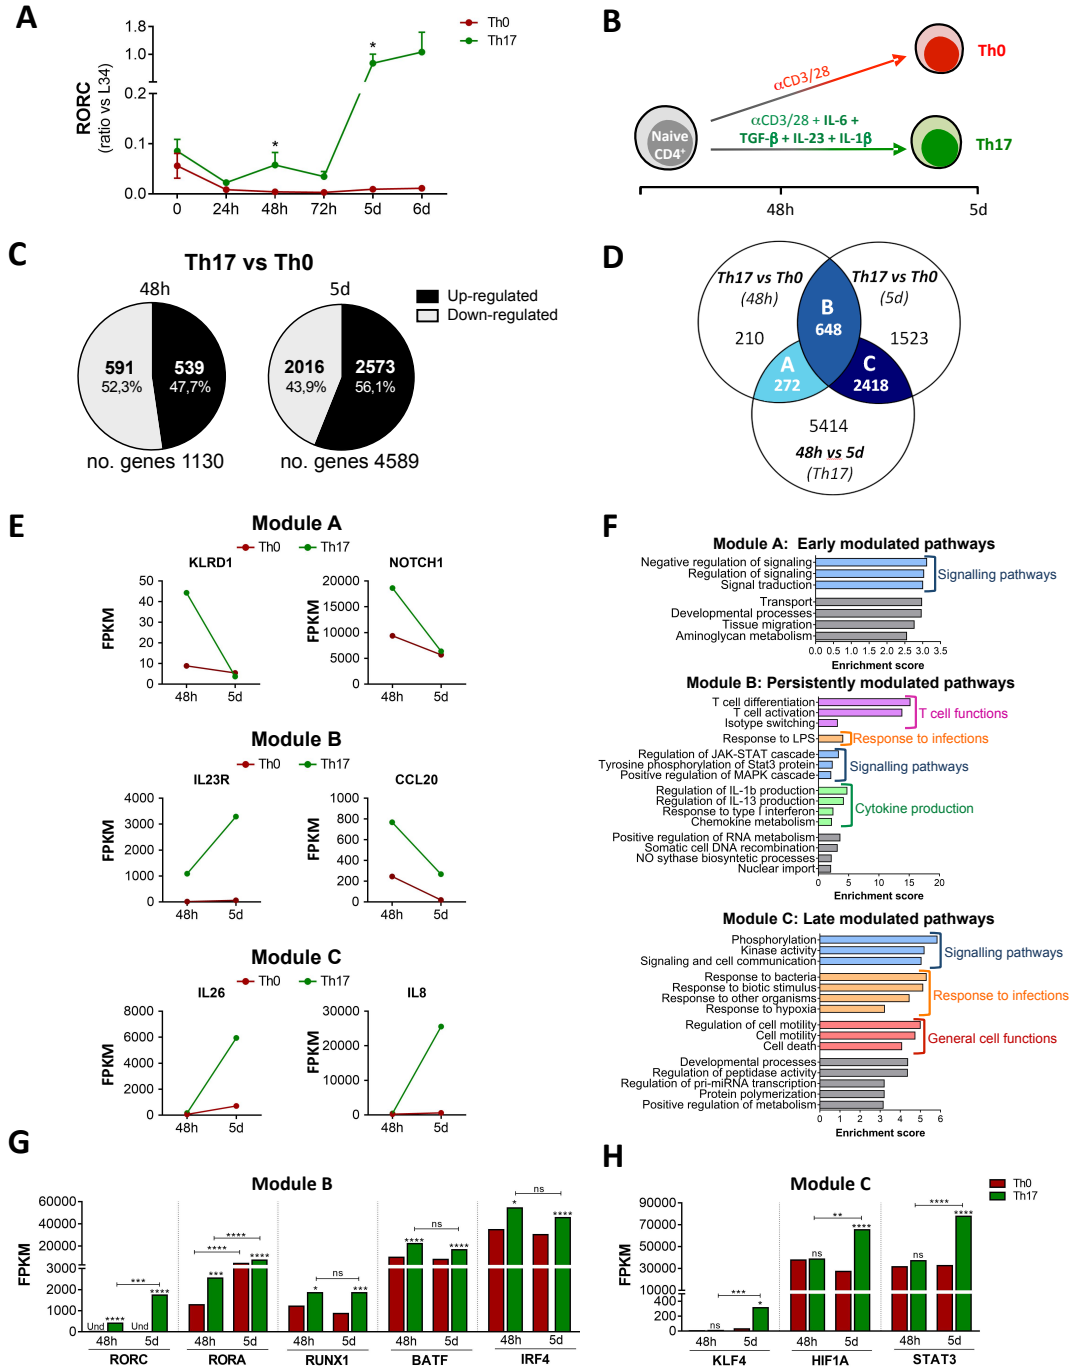 A
Th0
Th17
RORC
(ratio vs L34)
1.8
1.0
0.2
0.1
0.0
*
*
0 24h 48h 72h 5d 6d
B
αCD3/28
Th0
Naive
CD4+
αCD3/28 + IL-6 +
TGF-β + IL-23 + IL-1β
Th17
48h 5d
C
Th17 vs Th0
48h 5d
Up-regulated
Down-regulated
591 539
52,3% 47,7%
2016 2573
43,9% 56,1%
no. genes 1130 no. genes 4589
D
Th17 vs Th0
(48h)
210
Th17 vs Th0
(5d)
1523
B
648
A
272
C
2418
5414
48h vs 5d
(Th17)
E
Module A
Th0 Th17
KLRD1 NOTCH1
FPKM
50
40
30
20
10
0
48h 5d
FPKM
20000
15000
10000
5000
0
48h 5d
Module B
Th0 Th17
IL23R CCL20
FPKM
4000
3000
2000
1000
0
48h 5d
FPKM
1000
800
600
400
200
0
48h 5d
Module C
Th0 Th17
IL26 IL8
FPKM
8000
6000
4000
2000
0
48h 5d
FPKM
30000
20000
10000
0
48h 5d
F
Module A: Early modulated pathways
Negative regulation of signaling
Regulation of signaling
Signal traduction
Signalling pathways
Transport
Developmental processes
Tissue migration
Aminoglycan metabolism
0.0 0.5 1.0 1.5 2.0 2.5 3.0 3.5
Enrichment score
Module B: Persistently modulated pathways
T cell differentiation
T cell activation
Isotype switching
T cell functions
Response to LPS
Response to infections
Regulation of JAK-STAT cascade
Tyrosine phosphorylation of Stat3 protein
Positive regulation of MAPK cascade
Signalling pathways
Regulation of IL-1b production
Regulation of IL-13 production
Response to type I interferon
Chemokine metabolism
Cytokine production
Positive regulation of RNA metabolism
Somatic cell DNA recombination
NO sythase biosyntetic processes
Nuclear import
0 5 10 15 20
Enrichment score
Module C: Late modulated pathways
Phosphorylation
Kinase activity
Signaling and cell communication
Signalling pathways
Response to bacteria
Response to biotic stimulus
Response to other organisms
Response to hypoxia
Response to infections
Regulation of cell motility
Cell motility
Cell death
General cell functions
Developmental processes
Regulation of peptidase activity
Regulation of pri-miRNA transcription
Protein polymerization
Positive regulation of metabolism
0 1 2 3 4 5 6
Enrichment score
G
Module B
FPKM
60000
40000
20000
3000
2000
1000
0
Und **** Und ****
***
*** ****
**** ****
* ***
ns
**** ****
ns
* ****
ns
48h 5d 48h 5d 48h 5d 48h 5d 48h 5d
RORC RORA RUNX1 BATF IRF4
H
Module C
Th0
Th17
FPKM
90000
70000
50000
30000
10000
400
200
0
ns *
***
ns ****
**
ns ****
****
48h 5d 48h 5d 48h 5d
KLF4 HIF1A STAT3